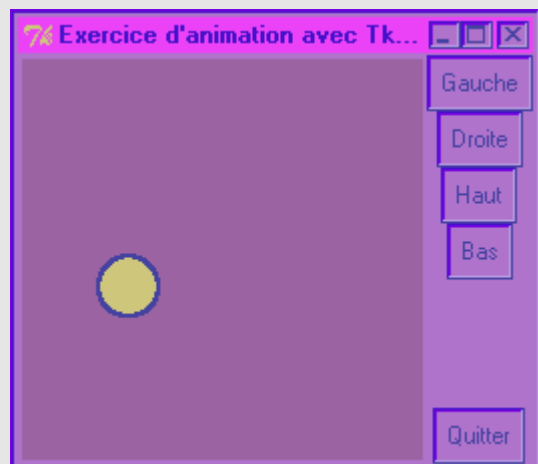 Exercice d'animation avec Tk...
Gauche
Droite
Haut
Bas
Quitter